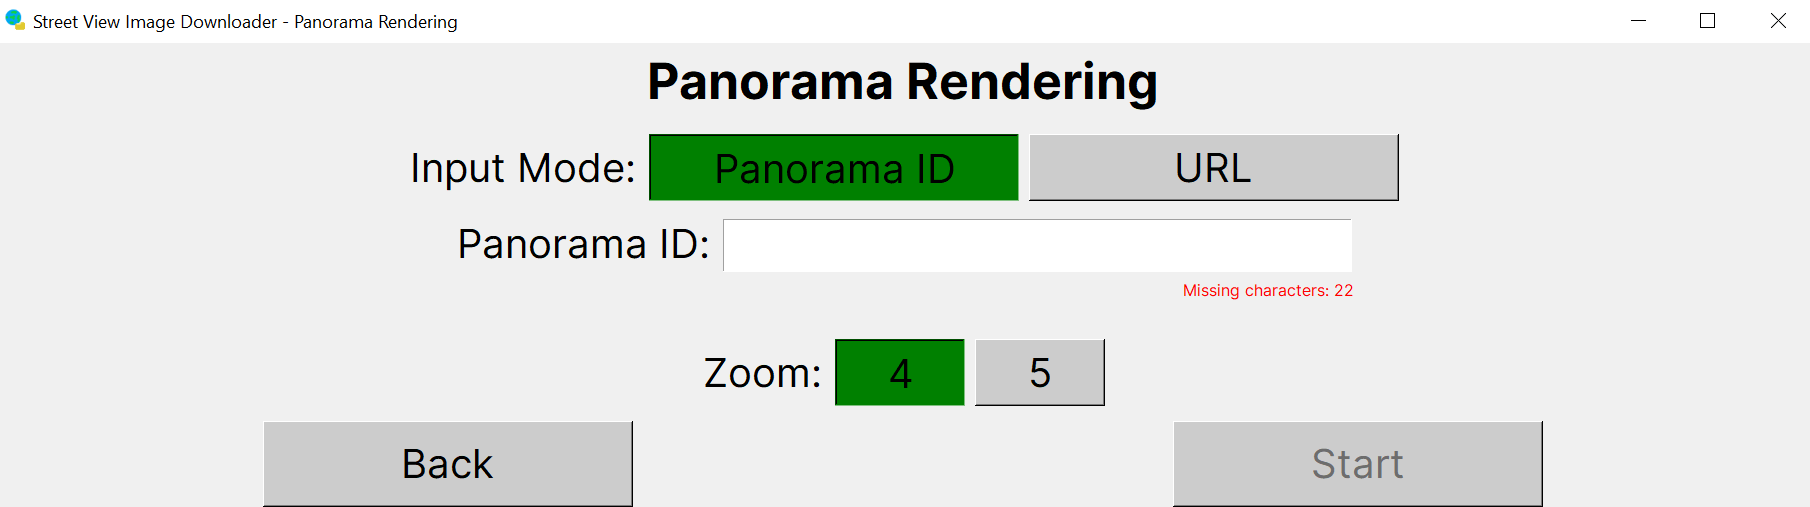 Street View Image Downloader - Panorama Rendering
Panorama Rendering
Input Mode: Panorama ID URL
Panorama ID:
Missing characters: 22
Zoom: 4 5
Back Start